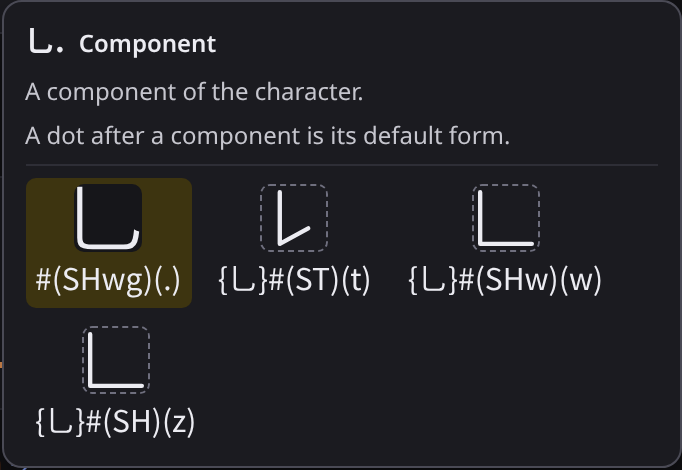 乚. Component
A component of the character.
A dot after a component is its default form.
#(SHwg)(.) {乚}#(ST)(t) {乚}#(SHw)(w)
{乚}#(SH)(z)